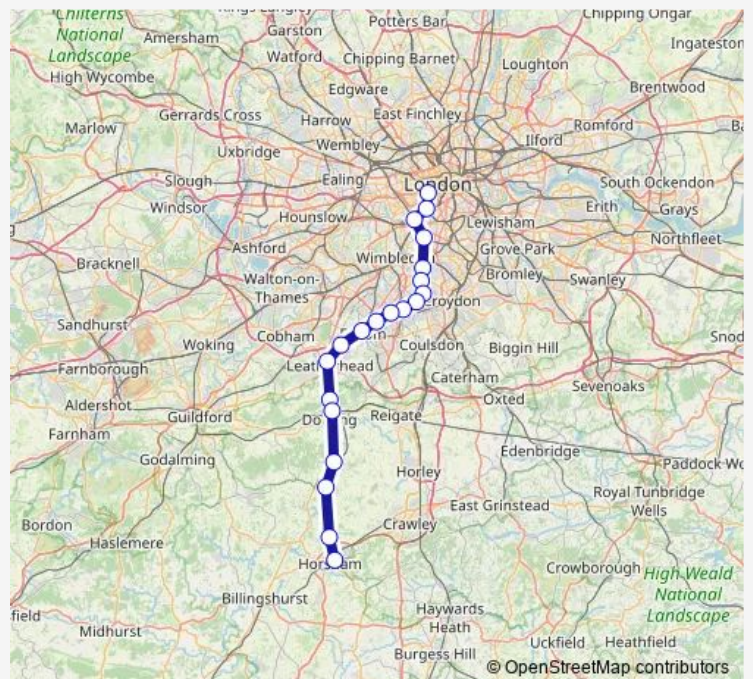 Chilterns
National
Landscape
Garston
Potters Bar
Chipping Ongar
Amersham
Watford
Chipping Barnet
Loughton
Ingateston
High Wycombe
Edgware
Brentwood
Gerrards Cross
Harrow
East Finchley
Romford
Marlow
Wembley
Ilford
Uxbridge
Slough
Ealing
London
South Ockendon
Windsor
Hounslow
Lewisham
Erith
Grays
Ashford
Grove Park
Northfleet
Bracknell
Walton-on-
Thames
Bromley
Swanley
Sandhurst
Cobham
Woking
Coulsdon
Biggin Hill
Farnborough
Caterham
Sevenoaks
Aldershot
Guildford
Reigate
Oxted
Farnham
Godalming
Edenbridge
Horley
Royal Tunbridge
Wells
Bordon
East Grinstead
Haslemere
Crawley
Crowborough
High Weald
National
Landscape
Billingshurst
Midhurst
Haywards
Heath
Uckfield
Heathfield
Burgess Hill
© OpenStreetMap contributors